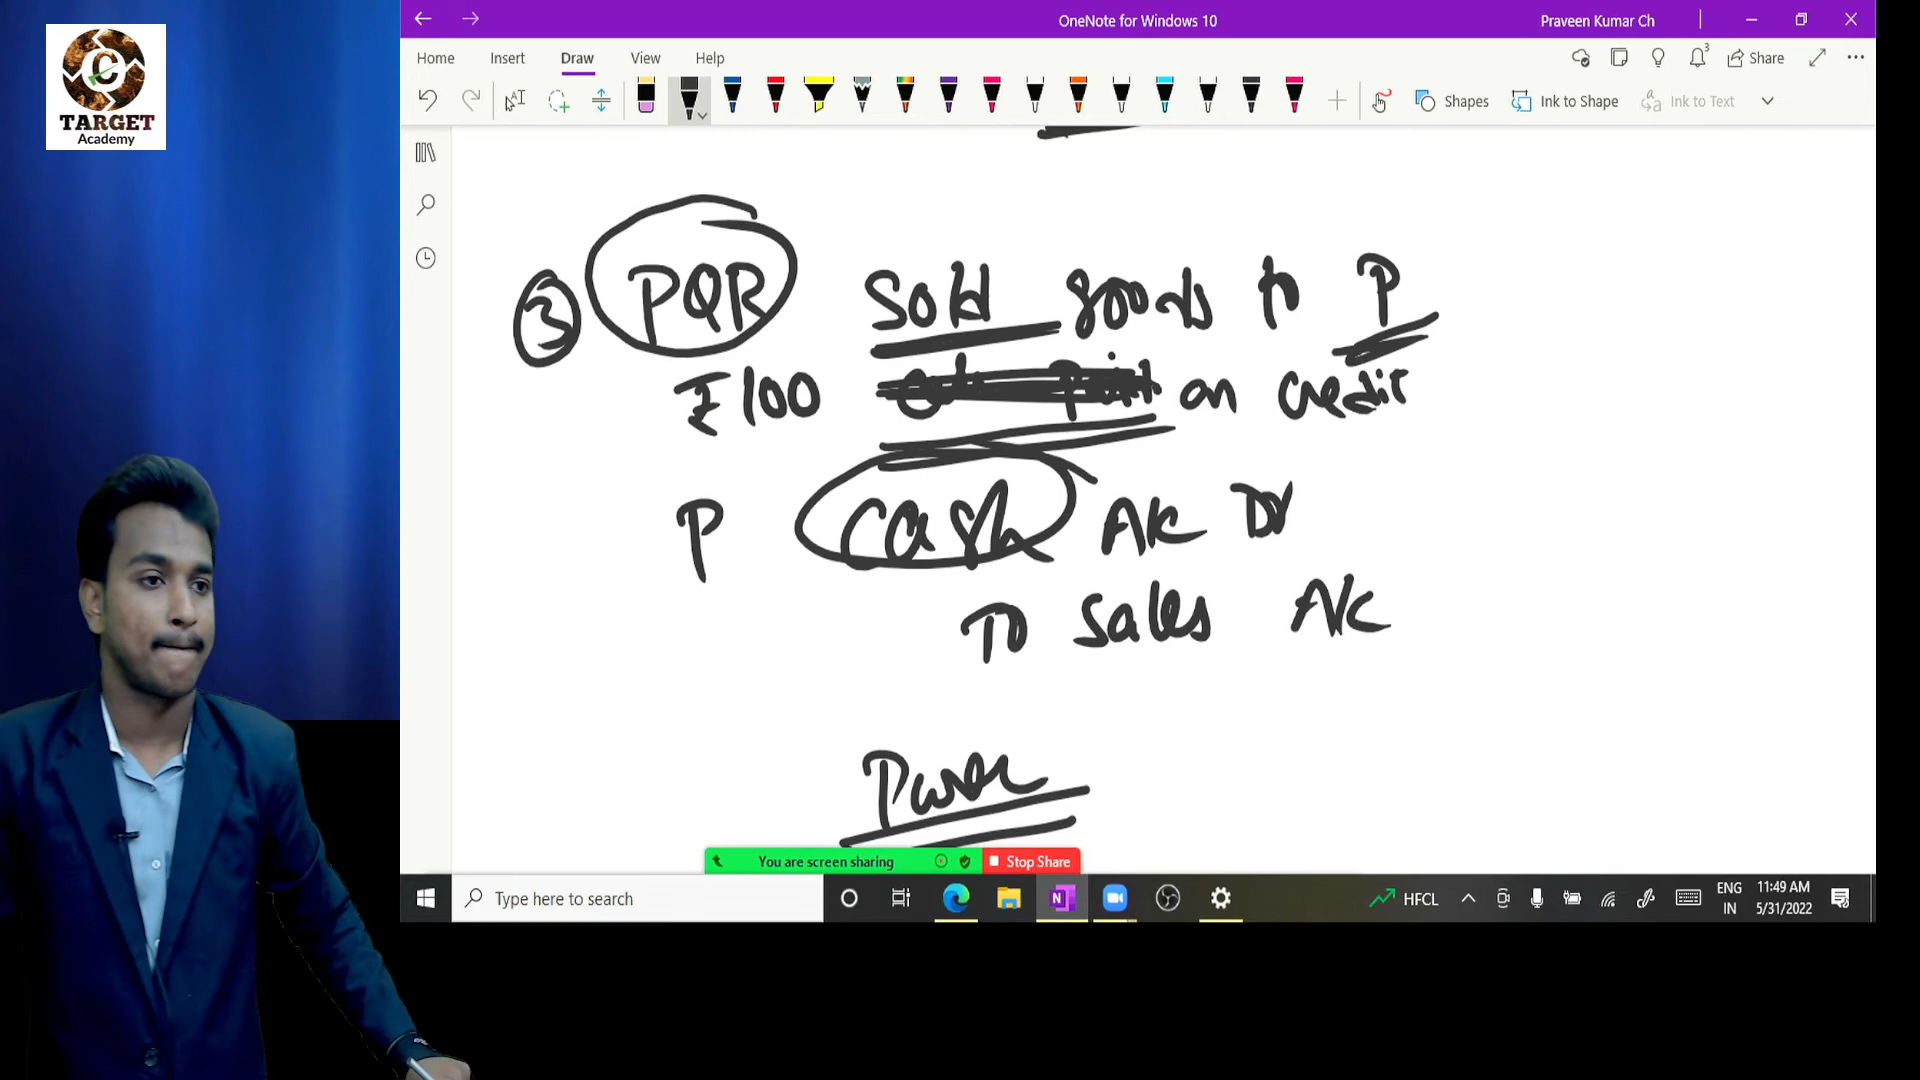 C
TARGET
Academy
OneNote for Windows 10
Praveen Kumar Ch
Home Insert Draw View Help
3
Share
Shapes
Ink to Shape
Ink to Text
3 PQR Sold goods to P
₹100 on credit
P cash A/c Dr
To Sales A/c
You are screen sharing
Stop Share
Type here to search
N
HFCL
ENG
IN
11:49 AM
5/31/2022